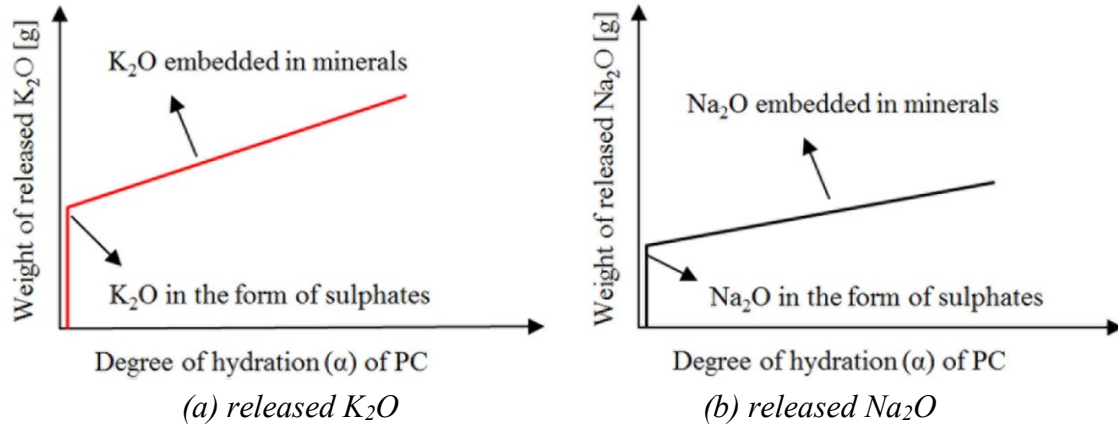 Weight of released K₂O [g]
K₂O embedded in minerals
K₂O in the form of sulphates
Degree of hydration (α) of PC
(a) released K₂O
Weight of released Na₂O [g]
Na₂O embedded in minerals
Na₂O in the form of sulphates
Degree of hydration (α) of PC
(b) released Na₂O